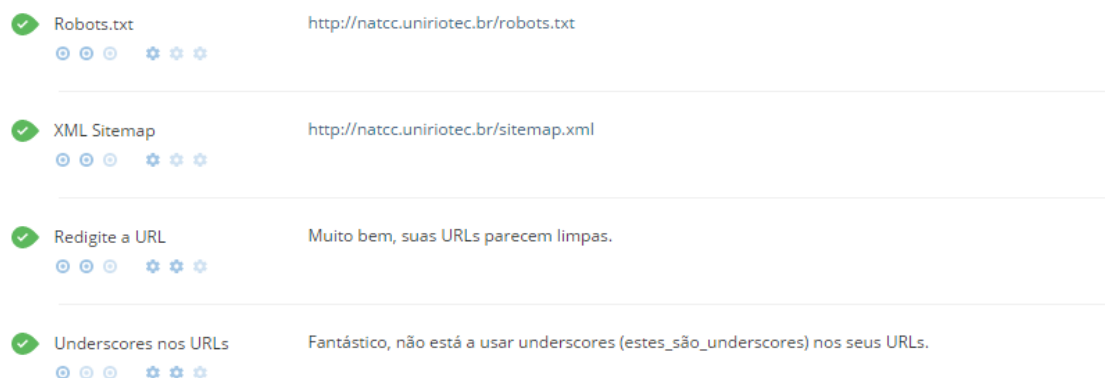 Robots.txt
http://natcc.uniriotec.br/robots.txt
XML Sitemap
http://natcc.uniriotec.br/sitemap.xml
Redigite a URL
Muito bem, suas URLs parecem limpas.
Underscores nos URLs
Fantástico, não está a usar underscores (estes_são_underscores) nos seus URLs.